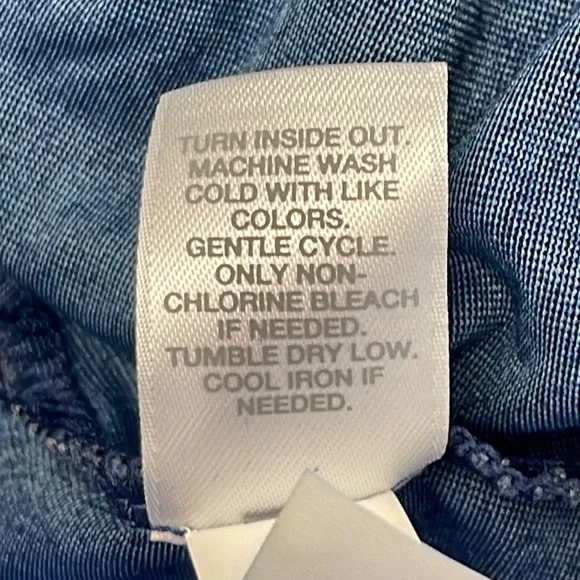 TURN INSIDE OUT.
MACHINE WASH
COLD WITH LIKE
COLORS.
GENTLE CYCLE.
ONLY NON-
CHLORINE BLEACH
IF NEEDED.
TUMBLE DRY LOW.
COOL IRON IF
NEEDED.